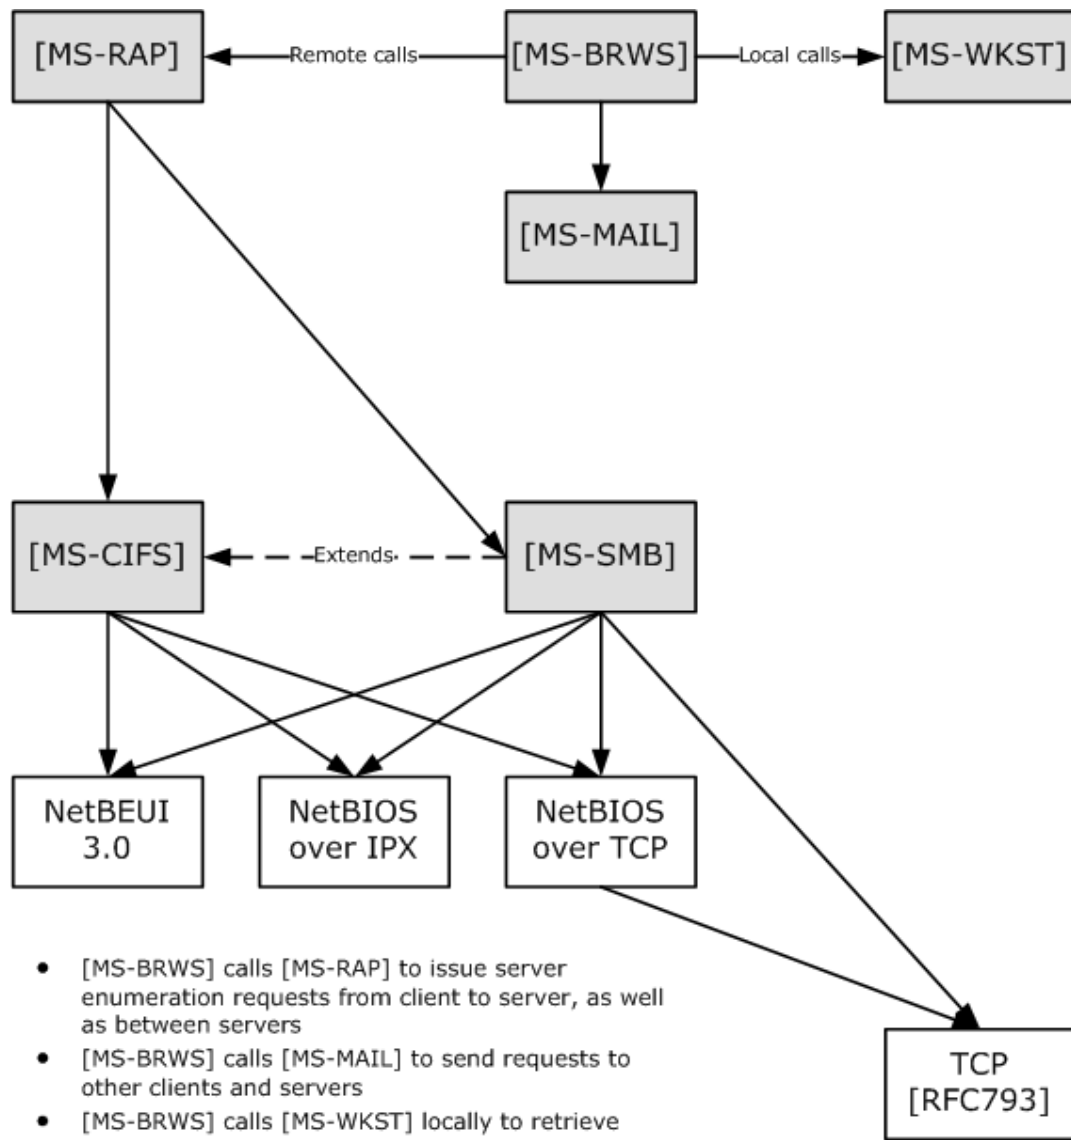 [MS-RAP]
Remote calls
[MS-BRWS]
Local calls
[MS-WKST]
[MS-MAIL]
[MS-CIFS]
Extends
[MS-SMB]
NetBEUI
3.0
NetBIOS
over IPX
NetBIOS
over TCP
• [MS-BRWS] calls [MS-RAP] to issue server
enumeration requests from client to server, as well
as between servers
• [MS-BRWS] calls [MS-MAIL] to send requests to
other clients and servers
• [MS-BRWS] calls [MS-WKST] locally to retrieve
TCP
[RFC793]